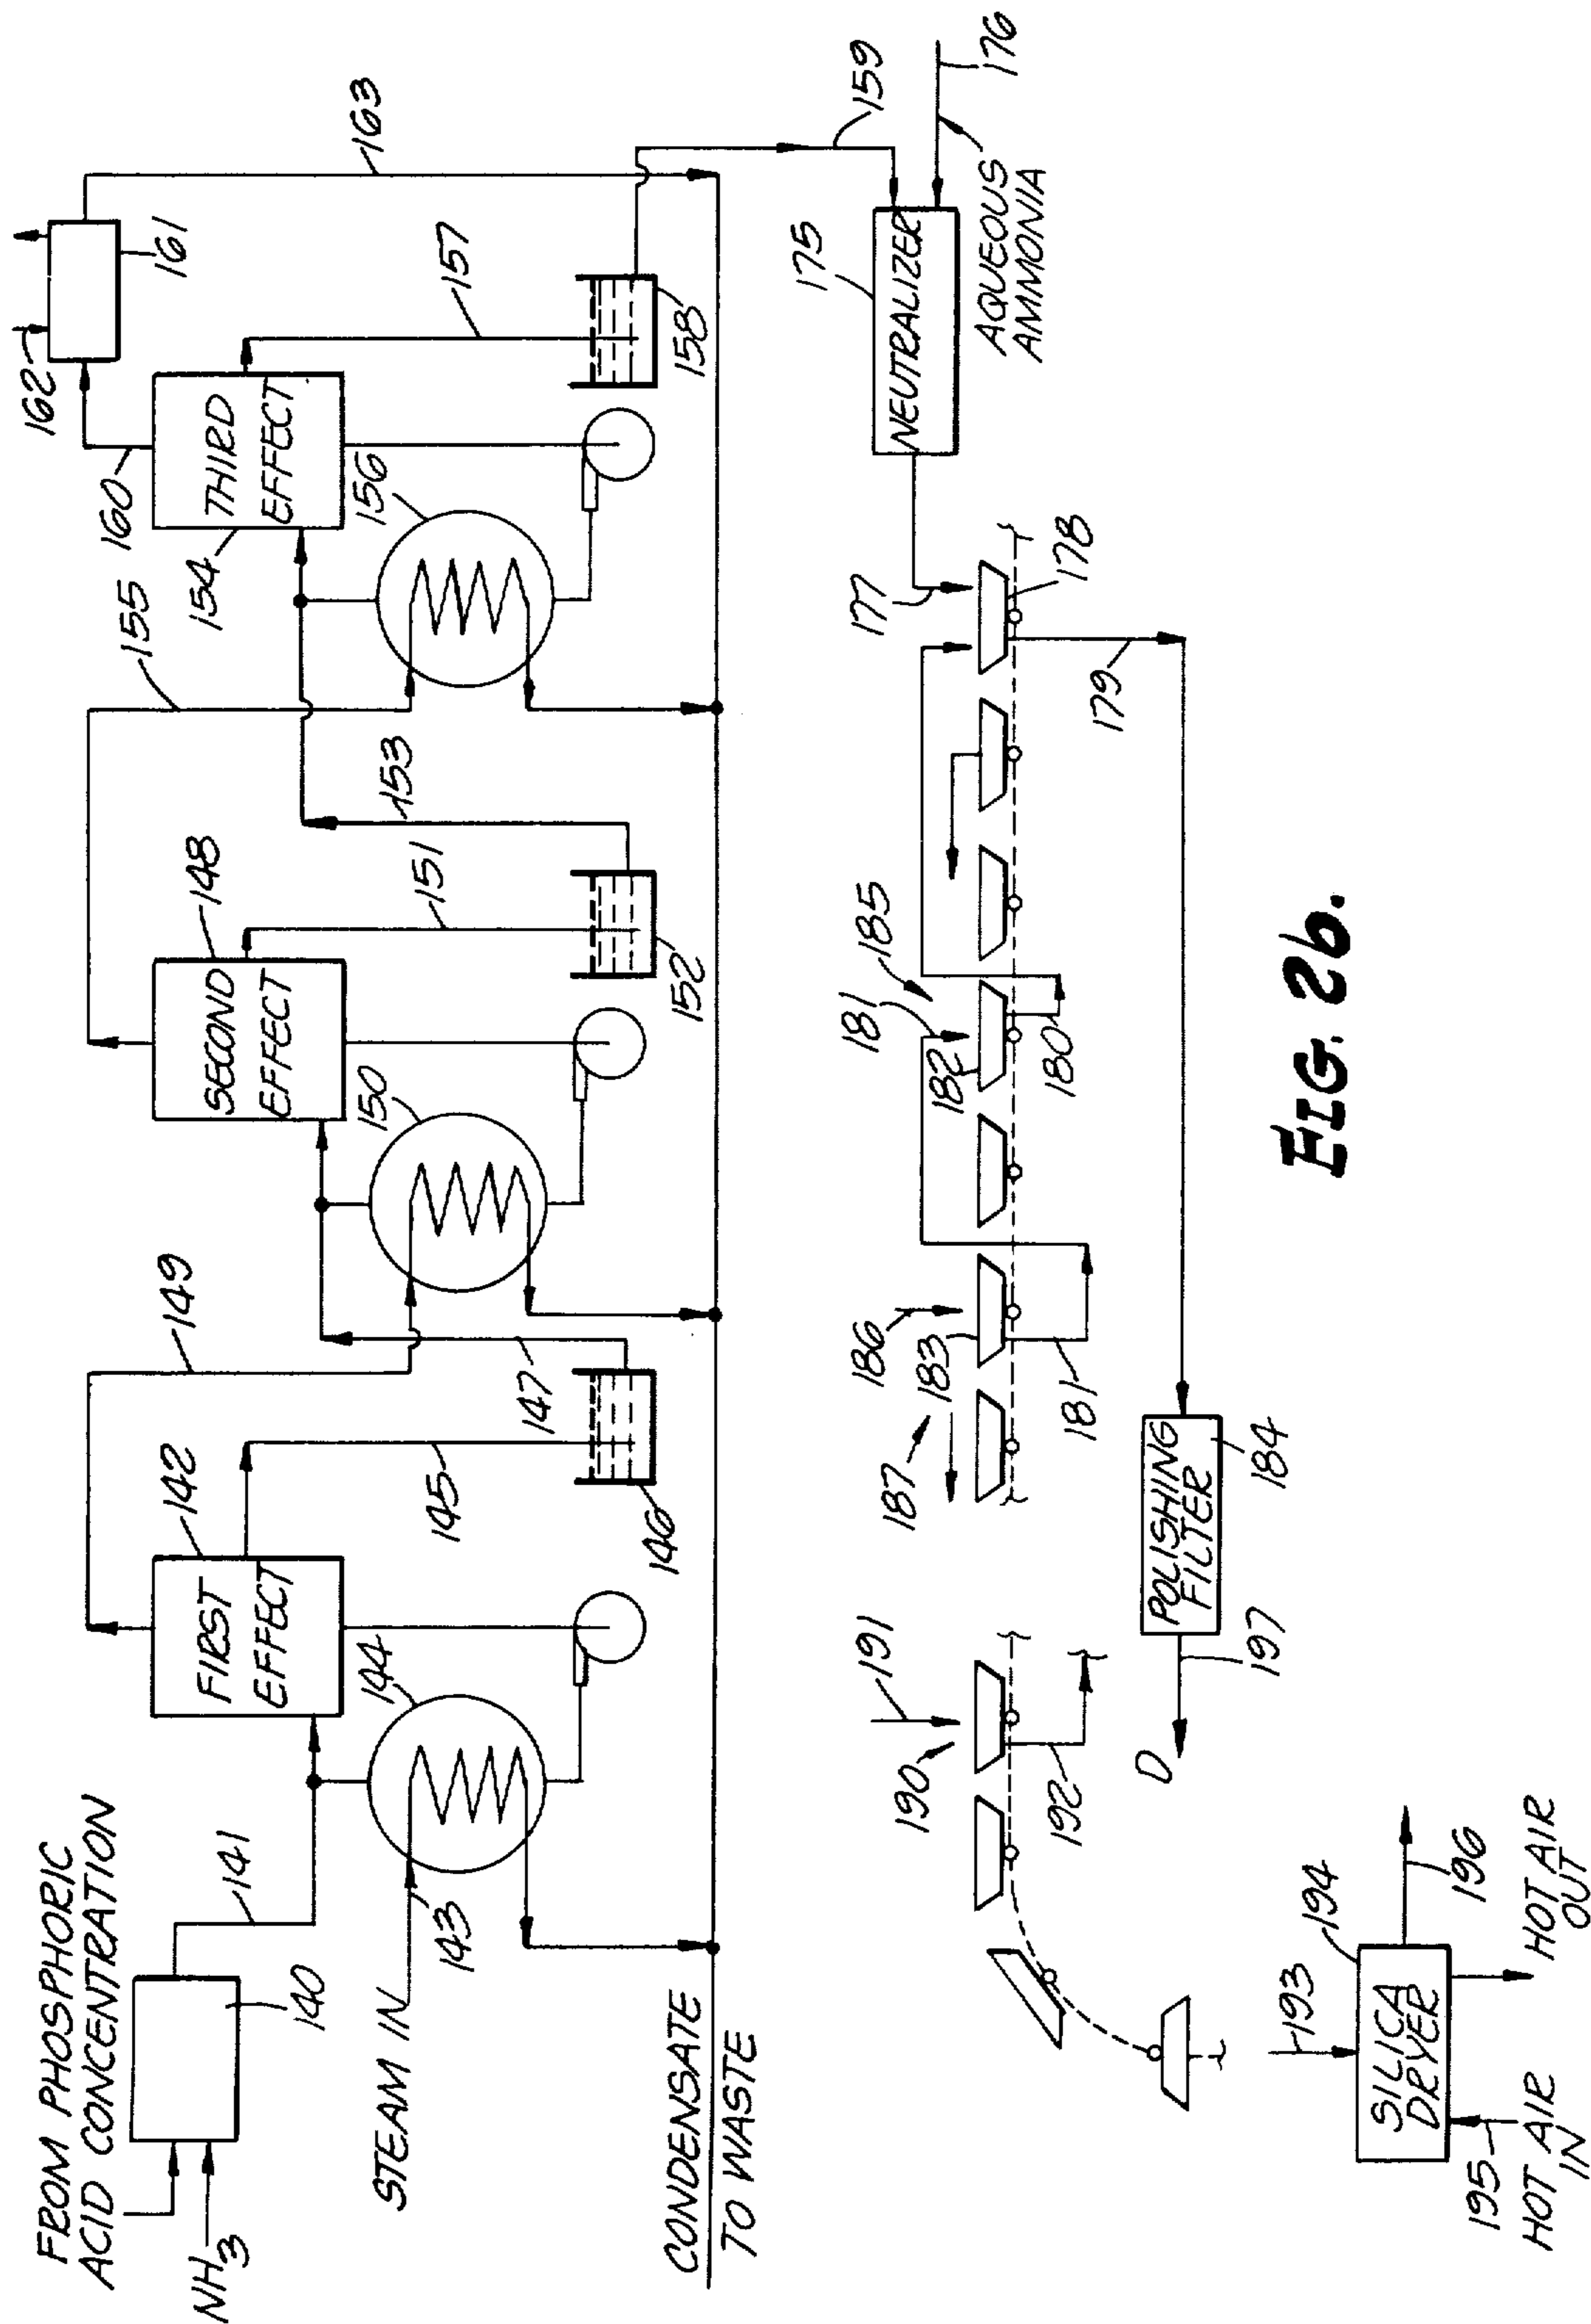 FROM PHOSPHORIC
ACID CONCENTRATION
NH3
140
141
142
FIRST
EFFECT
STEAM IN
143
144
145
146
147
149
148
SECOND
EFFECT
150
151
152
153
155
160
154
THIRD
EFFECT
156
157
158
162
161
163
CONDENSATE
TO WASTE
159
175
NEUTRALIZER
176
AQUEOUS
AMMONIA
177
178
179
185
181
182
180
186
183
187
181
191
190
192
POLISHING
FILTER
184
197
D
193
194
SILICA
DRYER
195
196
HOT AIR
IN
HOT AIR
OUT
FIG. 2b.